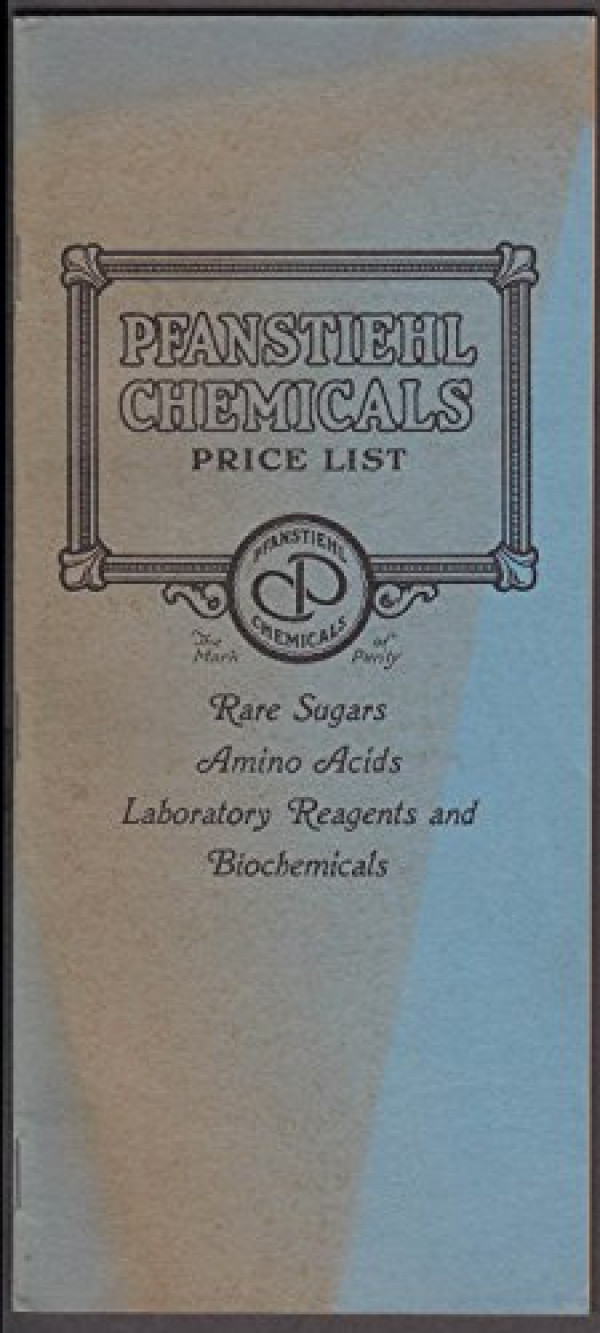 PFANSTIEHL
CHEMICALS
PRICE LIST
PFANSTIEHL
CP
CHEMICALS
The Mark of Purity
Rare Sugars
Amino Acids
Laboratory Reagents and
Biochemicals